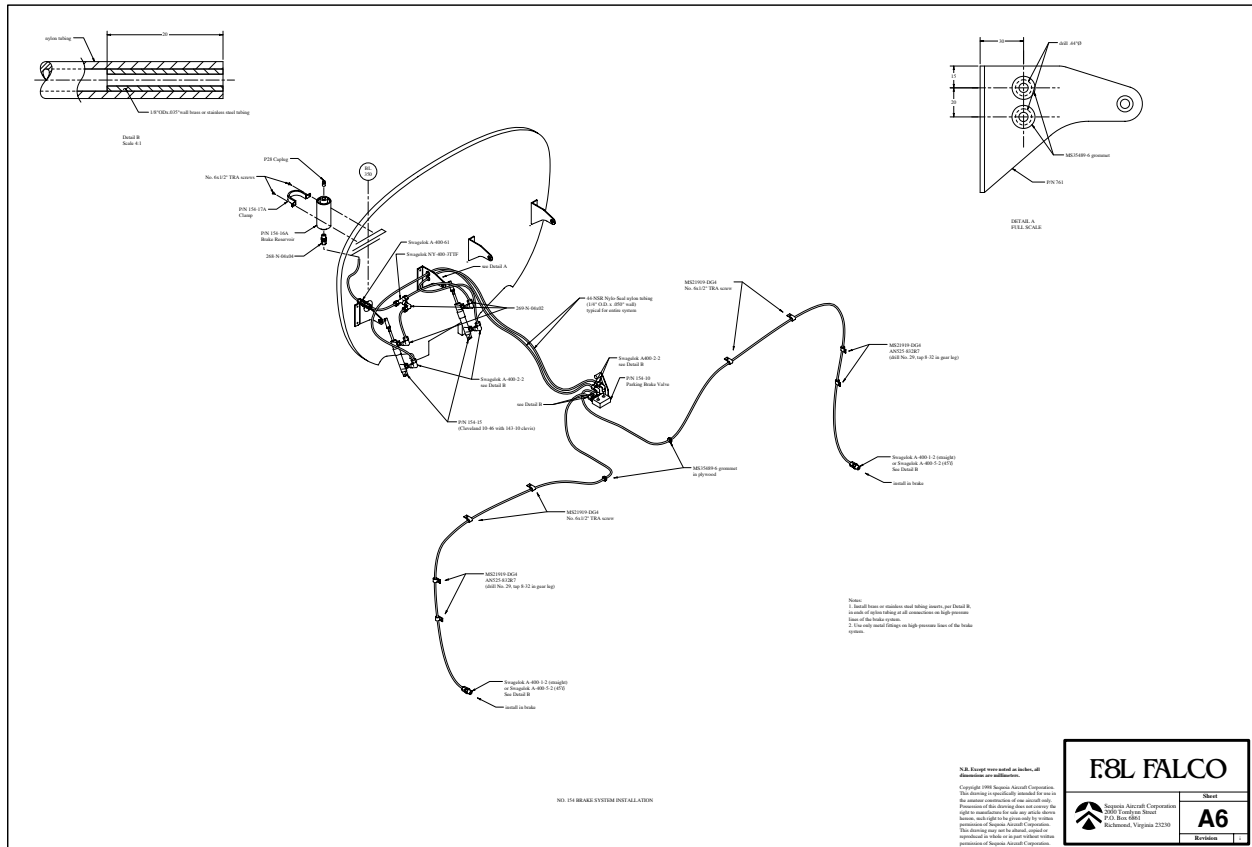 20
nylon tubing
1/8"ODx.035"wall brass or stainless steel tubing
Detail B
Scale 4:1
30
drill .44"Ø
15
20
MS35489-6 grommet
P/N 761
DETAIL A
FULL SCALE
P28 Caplug
No. 6x1/2" TRA screws
P/N 154-17A
Clamp
P/N 154-16A
Brake Reservoir
268-N-04x04
BL
350
Swagelok A-400-61
Swagelok NY-400-3TTF
see Detail A
269-N-04x02
44-NSR Nylo-Seal nylon tubing
(1/4" O.D. x .050" wall)
typical for entire system
Swagelok A-400-2-2
see Detail B
P/N 154-15
(Cleveland 10-46 with 143-10 clevis)
Swagelok A400-2-2
see Detail B
P/N 154-30
Parking Brake Valve
see Detail B
MS21919-DG4
No. 6x1/2" TRA screw
MS21919-DG4
AN525-832R7
(drill No. 29, tap 8-32 in gear leg)
Swagelok A-400-1-2 (straight)
or Swagelok A-400-5-2 (45°)
See Detail B
install in brake
MS35489-6 grommet
in plywood
MS21919-DG4
No. 6x1/2" TRA screw
MS21919-DG4
AN525-832R7
(drill No. 29, tap 8-32 in gear leg)
Swagelok A-400-1-2 (straight)
or Swagelok A-400-5-2 (45°)
See Detail B
install in brake
Notes:
1. Install brass or stainless steel tubing inserts, per Detail B,
in ends of nylon tubing at all connections on high-pressure
lines of the brake system.
2. Use only metal fittings on high-pressure lines of the brake
system.
NO. 154 BRAKE SYSTEM INSTALLATION
N.B. Except were noted as inches, all
dimensions are millimeters.
Copyright 1998 Sequoia Aircraft Corporation.
This drawing is specifically intended for use in
the amateur construction of one aircraft only.
Possession of this drawing does not convey the
right to manufacture for sale any article shown
hereon, such right to be given only by written
permission of Sequoia Aircraft Corporation.
This drawing may not be altered, copied or
reproduced in whole or in part without written
permission of Sequoia Aircraft Corporation.
F.8L FALCO
Sequoia Aircraft Corporation
2000 Tomlynn Street
P.O. Box 6861
Richmond, Virginia 23230
Sheet
A6
Revision